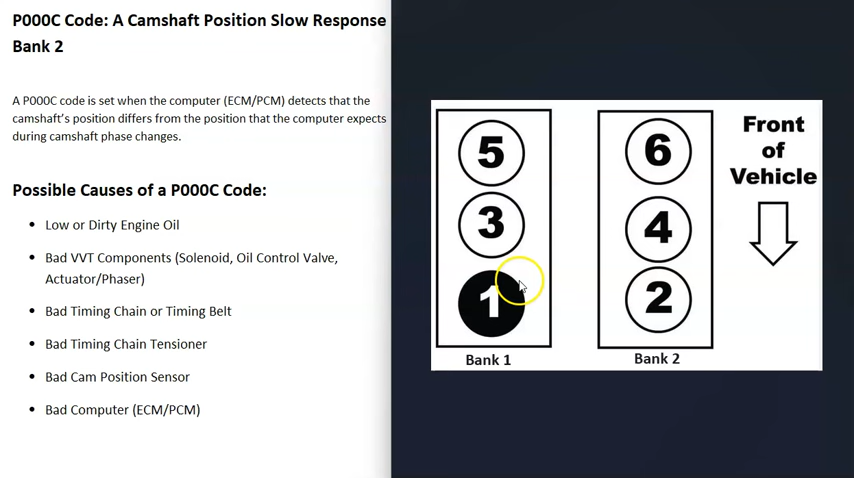 P000C Code: A Camshaft Position Slow Response
Bank 2
A P000C code is set when the computer (ECM/PCM) detects that the
camshaft's position differs from the position that the computer expects
during camshaft phase changes.
Possible Causes of a P000C Code:
Low or Dirty Engine Oil
Bad VVT Components (Solenoid, Oil Control Valve,
Actuator/Phaser)
Bad Timing Chain or Timing Belt
Bad Timing Chain Tensioner
Bad Cam Position Sensor
Bad Computer (ECM/PCM)
5
3
1
Bank 1
6
4
2
Bank 2
Front
of
Vehicle